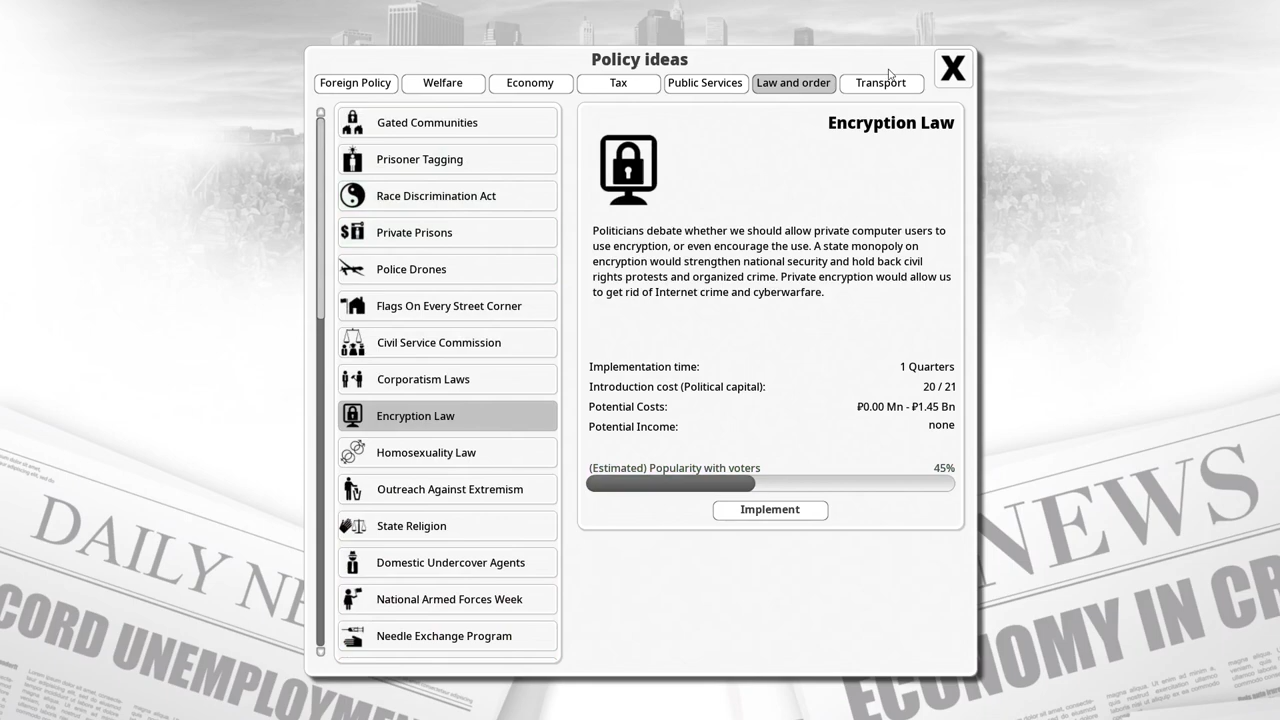 Policy ideas
X
Foreign Policy
Welfare
Economy
Tax
Public Services
Law and order
Transport
Gated Communities
Prisoner Tagging
Race Discrimination Act
Private Prisons
Police Drones
Flags On Every Street Corner
Civil Service Commission
Corporatism Laws
Encryption Law
Homosexuality Law
Outreach Against Extremism
State Religion
Domestic Undercover Agents
National Armed Forces Week
Needle Exchange Program
Encryption Law
Politicians debate whether we should allow private computer users to
use encryption, or even encourage the use. A state monopoly on
encryption would strengthen national security and hold back civil
rights protests and organized crime. Private encryption would allow us
to get rid of Internet crime and cyberwarfare.
Implementation time: 1 Quarters
Introduction cost (Political capital): 20 / 21
Potential Costs: ₽0.00 Mn - ₽1.45 Bn
Potential Income: none
(Estimated) Popularity with voters 45%
Implement
DAILY NE
CORD UNEMPLOYM
NEWS
ECONOMY IN CR